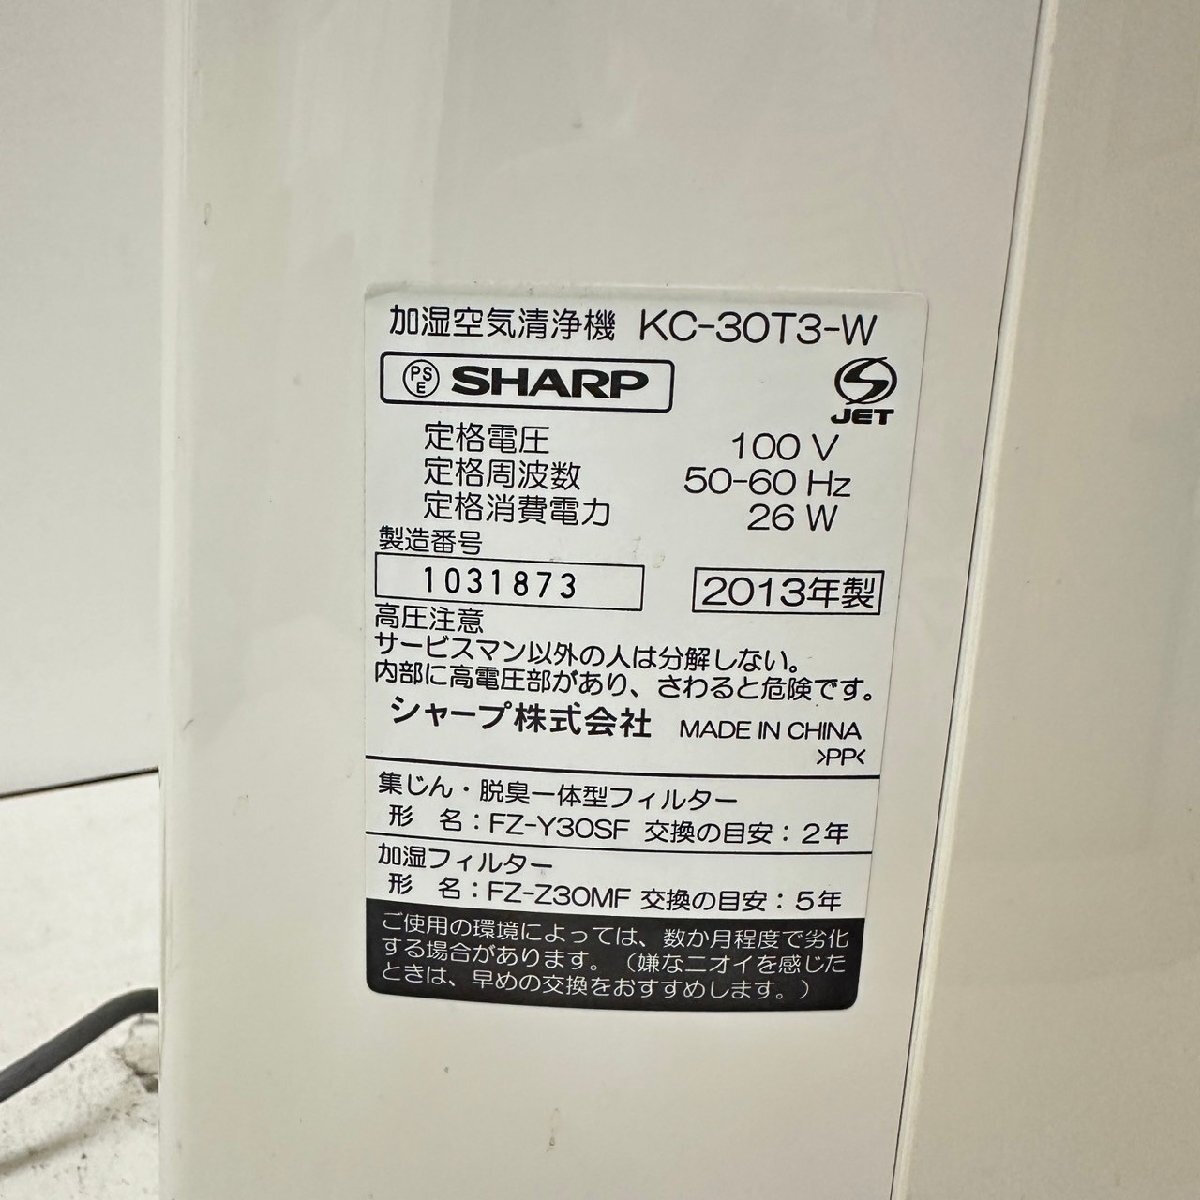 加湿空気清浄機 KC-30T3-W
PSE SHARP
JET
定格電圧 100 V
定格周波数 50-60 Hz
定格消費電力 26 W
製造番号
1031873 2013年製
高圧注意
サービスマン以外の人は分解しない。
内部に高電圧部があり、さわると危険です。
シャープ株式会社 MADE IN CHINA
>PP<
集じん・脱臭一体型フィルター
形 名：FZ-Y30SF 交換の目安：2年
加湿フィルター
形 名：FZ-Z30MF 交換の目安：5年
ご使用の環境によっては、数か月程度で劣化
する場合があります。（嫌なニオイを感じた
ときは、早めの交換をおすすめします。）